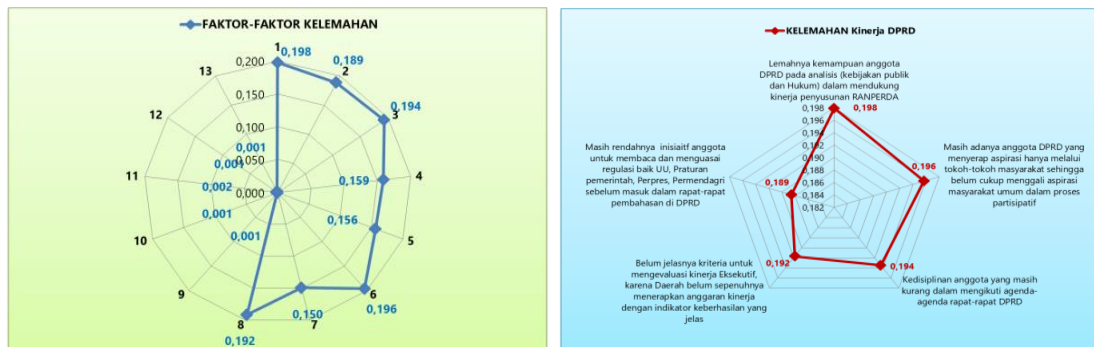 FAKTOR-FAKTOR KELEMAHAN
1
0,198
0,189
2
0,194
3
0,159
4
0,156
5
0,196
6
0,150
7
0,192
8
0,001
9
0,001
10
0,002
11
0,001
12
0,001
13
0,200
0,150
0,100
0,050
0,000
KELEMAHAN Kinerja DPRD
Lemahnya kemampuan anggota
DPRD pada analisis (kebijakan publik
dan Hukum) dalam mendukung
kinerja penyusunan RANPERDA
0,198
0,198
0,196
0,194
0,192
0,190
0,188
0,186
0,184
0,182
Masih adanya anggota DPRD yang
menyerap aspirasi hanya melalui
tokoh-tokoh masyarakat sehingga
belum cukup menggali aspirasi
masyarakat umum dalam proses
partisipatif
0,196
Kedisiplinan anggota yang masih
kurang dalam mengikuti agenda-
agenda rapat-rapat DPRD
0,194
Belum jelasnya kriteria untuk
mengevaluasi kinerja Eksekutif,
karena Daerah belum sepenuhnya
menerapkan anggaran kinerja
dengan indikator keberhasilan yang
jelas
0,192
Masih rendahnya inisiaitf anggota
untuk membaca dan menguasai
regulasi baik UU, Praturan
pemerintah, Perpres, Permendagri
sebelum masuk dalam rapat-rapat
pembahasan di DPRD
0,189